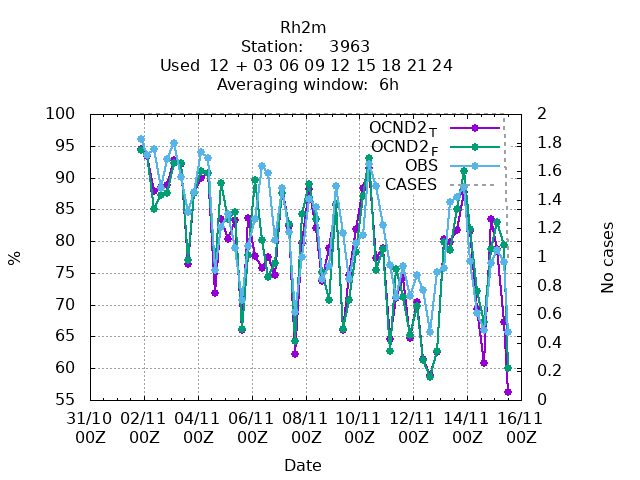 Rh2m
Station: 3963
Used 12 + 03 06 09 12 15 18 21 24
Averaging window: 6h
OCND2_T
OCND2_F
OBS
CASES
100
95
90
85
80
75
70
65
60
55
%
2
1.8
1.6
1.4
1.2
1
0.8
0.6
0.4
0.2
0
No cases
31/10 02/11 04/11 06/11 08/11 10/11 12/11 14/11 16/11
00Z 00Z 00Z 00Z 00Z 00Z 00Z 00Z 00Z
Date